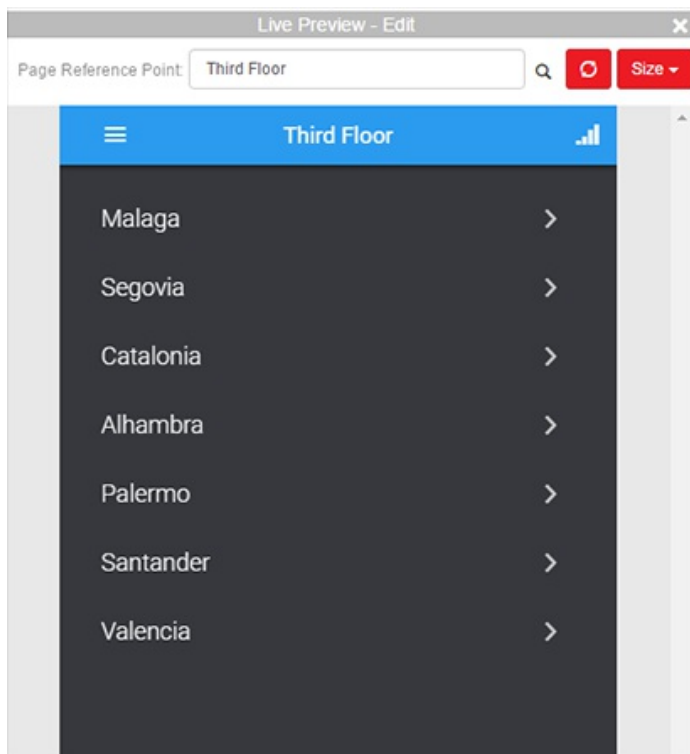 Live Preview - Edit
Page Reference Point: Third Floor Size
Third Floor
Malaga
Segovia
Catalonia
Alhambra
Palermo
Santander
Valencia